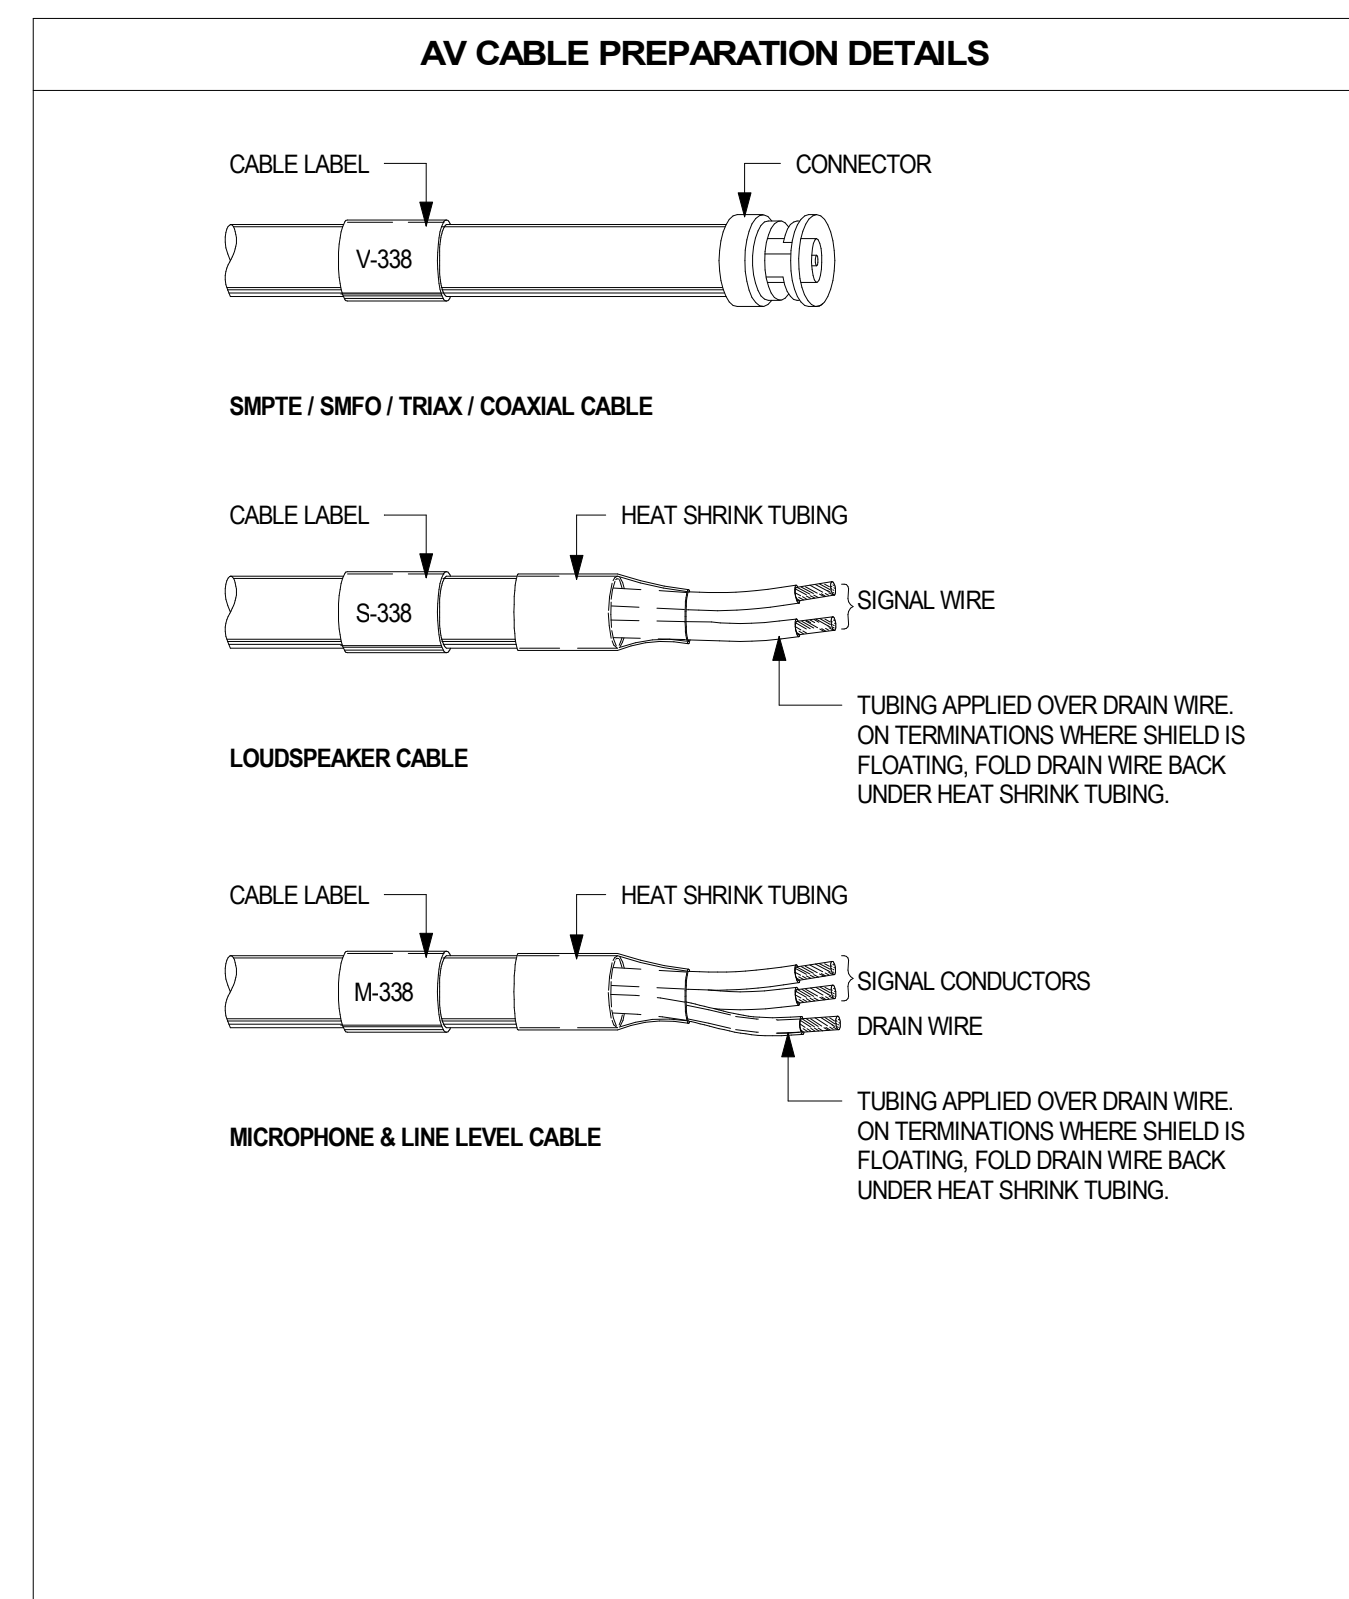 AV CABLE PREPARATION DETAILS
CABLE LABEL
CONNECTOR
V-338
SMPTE / SMFO / TRIAX / COAXIAL CABLE
CABLE LABEL
HEAT SHRINK TUBING
S-338
SIGNAL WIRE
TUBING APPLIED OVER DRAIN WIRE.
ON TERMINATIONS WHERE SHIELD IS
FLOATING, FOLD DRAIN WIRE BACK
UNDER HEAT SHRINK TUBING.
LOUDSPEAKER CABLE
CABLE LABEL
HEAT SHRINK TUBING
M-338
SIGNAL CONDUCTORS
DRAIN WIRE
TUBING APPLIED OVER DRAIN WIRE.
ON TERMINATIONS WHERE SHIELD IS
FLOATING, FOLD DRAIN WIRE BACK
UNDER HEAT SHRINK TUBING.
MICROPHONE & LINE LEVEL CABLE